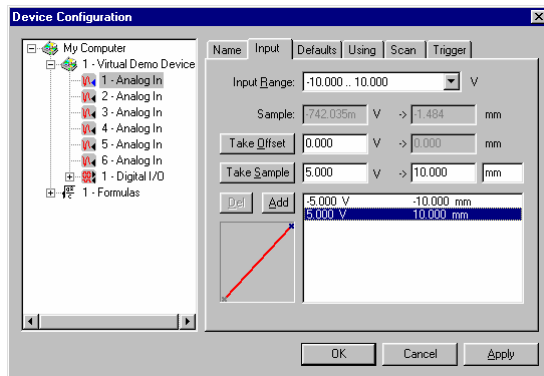 Device Configuration
My Computer
1 - Virtual Demo Device
1 - Analog In
2 - Analog In
3 - Analog In
4 - Analog In
5 - Analog In
6 - Analog In
1 - Digital I/O
1 - Formulas
Name Input Defaults Using Scan Trigger
Input Range: -10.000 .. 10.000 V
Sample: -742.035m V -> -1.484 mm
Take Offset 0.000 V -> 0.000 mm
Take Sample 5.000 V -> 10.000 mm
Del Add
-5.000 V -10.000 mm
5.000 V 10.000 mm
OK Cancel Apply